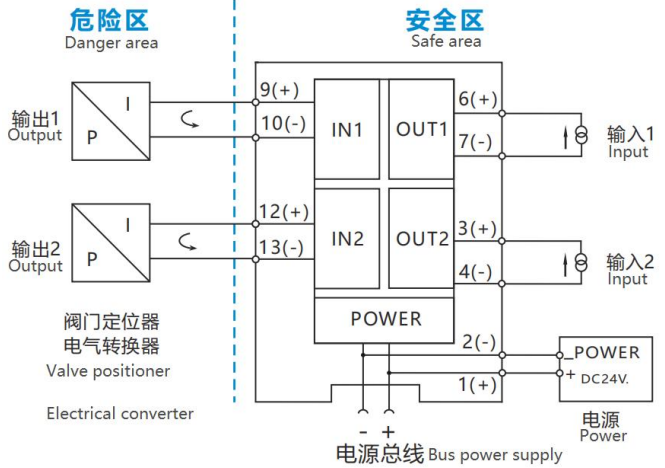 危险区
Danger area
安全区
Safe area
输出1
Output
I
P
9(+)
10(-)
IN1
OUT1
6(+)
7(-)
输入1
Input
输出2
Output
I
P
12(+)
13(-)
IN2
OUT2
3(+)
4(-)
输入2
Input
阀门定位器
电气转换器
Valve positioner
Electrical converter
POWER
2(-)
1(+)
-POWER
+ DC24V.
电源
Power
- +
电源总线 Bus power supply